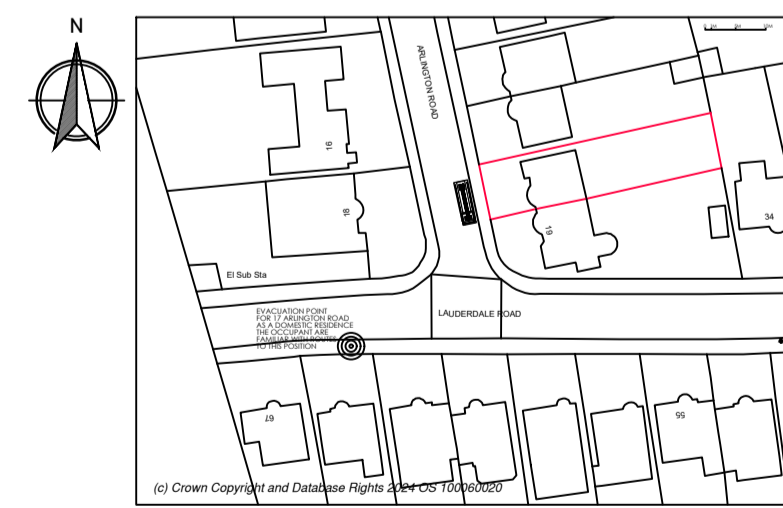 N
ARLINGTON ROAD
16
18
19
34
El Sub Sta
EVACUATION POINT
FOR 17 ARLINGTON ROAD
AS A DOMESTIC RESIDENCE
THE OCCUPANT ARE
FAMILIAR WITH ROUTES
TO THIS POSITION
LAUDERDALE ROAD
67
55
(c) Crown Copyright and Database Rights 2024 OS 100060020